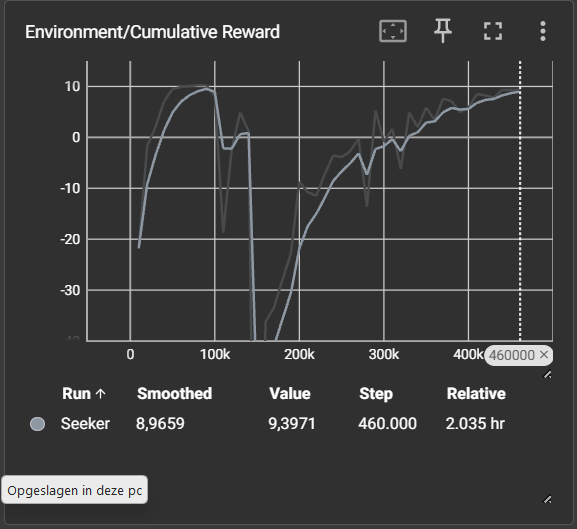 Environment/Cumulative Reward
10
0
-10
-20
-30
-40
0 100k 200k 300k 400k 460000 ×
Run ↑ Smoothed Value Step Relative
Seeker 8,9659 9,3971 460.000 2.035 hr
Opgeslagen in deze pc